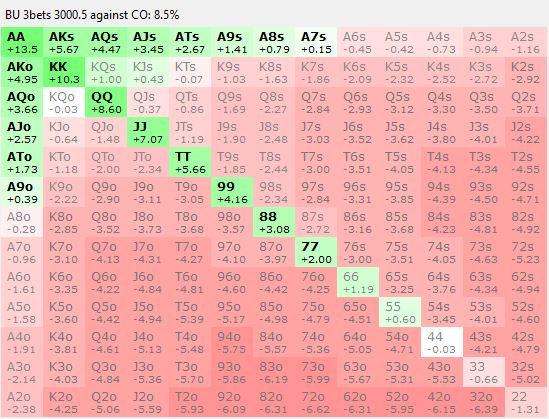 BU 3bets 3000.5 against CO: 8.5%
AA AKs AQs AJs ATs A9s A8s A7s A6s A5s A4s A3s A2s
+13.5 +5.67 +4.47 +3.45 +2.67 +1.41 +0.79 +0.15 -0.45 -0.42 -0.73 -0.94 -1.16
AKo KK KQs KJs KTs K9s K8s K7s K6s K5s K4s K3s K2s
+4.95 +10.3 +1.00 +0.43 -0.07 -1.03 -1.63 -1.86 -2.09 -2.32 -2.52 -2.72 -2.92
AQo KQo QQ QJs QTs Q9s Q8s Q7s Q6s Q5s Q4s Q3s Q2s
+3.66 -0.03 +8.60 -0.37 -0.86 -1.69 -2.27 -2.84 -2.93 -3.12 -3.30 -3.50 -3.71
AJo KJo QJo JJ JTs J9s J8s J7s J6s J5s J4s J3s J2s
+2.57 -0.64 -1.48 +7.07 -1.19 -1.90 -2.48 -3.03 -3.52 -3.62 -3.80 -4.01 -4.22
ATo KTo QTo JTo TT T9s T8s T7s T6s T5s T4s T3s T2s
+1.73 -1.18 -2.00 -2.34 +5.66 -1.85 -2.44 -3.00 -3.51 -4.05 -4.13 -4.34 -4.55
A9o K9o Q9o J9o T9o 99 98s 97s 96s 95s 94s 93s 92s
+0.39 -2.22 -2.90 -3.11 -3.05 +4.16 -2.34 -2.84 -3.31 -3.85 -4.39 -4.50 -4.71
A8o K8o Q8o J8o T8o 98o 88 87s 86s 85s 84s 83s 82s
-0.28 -2.85 -3.52 -3.73 -3.68 -3.57 +3.08 -2.72 -3.16 -3.68 -4.23 -4.81 -4.92
A7o K7o Q7o J7o T7o 97o 87o 77 76s 75s 74s 73s 72s
-0.96 -3.10 -4.13 -4.31 -4.27 -4.10 -3.97 +2.00 -3.00 -3.51 -4.05 -4.63 -5.23
A6o K6o Q6o J6o T6o 96o 86o 76o 66 65s 64s 63s 62s
-1.61 -3.35 -4.22 -4.84 -4.81 -4.60 -4.42 -4.25 +1.19 -3.25 -3.76 -4.34 -4.94
A5o K5o Q5o J5o T5o 95o 85o 75o 65o 55 54s 53s 52s
-1.58 -3.60 -4.42 -4.94 -5.39 -5.17 -4.98 -4.79 -4.51 +0.60 -3.45 -4.01 -4.60
A4o K4o Q4o J4o T4o 94o 84o 74o 64o 54o 44 43s 42s
-1.91 -3.81 -4.61 -5.13 -5.48 -5.75 -5.57 -5.36 -5.05 -4.71 -0.03 -4.21 -4.79
A3o K3o Q3o J3o T3o 93o 83o 73o 63o 53o 43o 33 32s
-2.14 -4.03 -4.84 -5.36 -5.70 -5.86 -6.19 -5.99 -5.67 -5.31 -5.53 -0.66 -5.02
A2o K2o Q2o J2o T2o 92o 82o 72o 62o 52o 42o 32o 22
-2.38 -4.25 -5.06 -5.59 -5.93 -6.09 -6.31 -6.62 -6.31 -5.95 -6.15 -6.39 -1.31